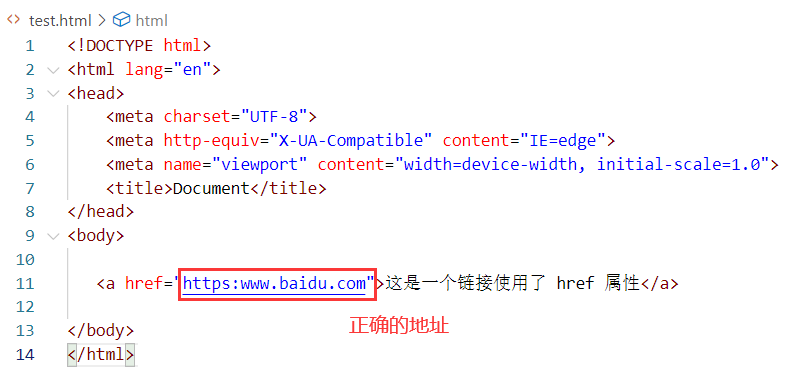 test.html > html
1 <!DOCTYPE html>
2 <html lang="en">
3 <head>
4 <meta charset="UTF-8">
5 <meta http-equiv="X-UA-Compatible" content="IE=edge">
6 <meta name="viewport" content="width=device-width, initial-scale=1.0">
7 <title>Document</title>
8 </head>
9 <body>
10
11 <a href="https:www.baidu.com">这是一个链接使用了 href 属性</a>
12
正确的地址
13 </body>
14 </html>